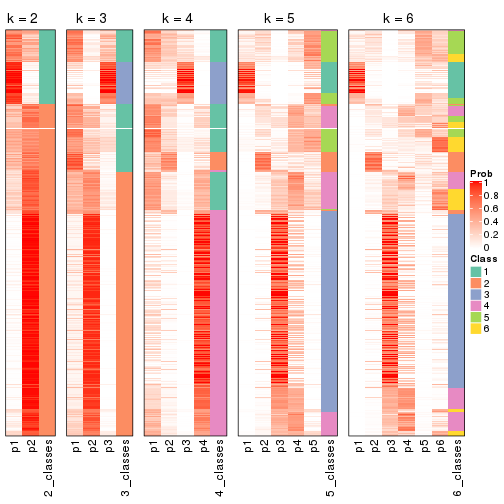 k = 2
k = 3
k = 4
k = 5
k = 6
Prob
1
0.8
0.6
0.4
0.2
0
Class
1
2
3
4
5
6
p1
p2
2_classes
p1
p2
p3
3_classes
p1
p2
p3
p4
4_classes
p1
p2
p3
p4
p5
5_classes
p1
p2
p3
p4
p5
p6
6_classes